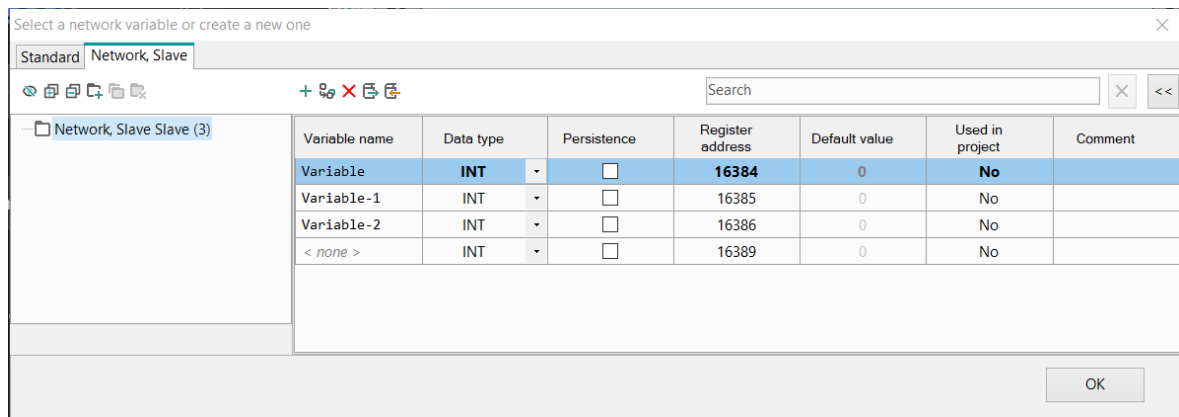 Select a network variable or create a new one
Standard Network, Slave
Search <<
Network, Slave Slave (3)
Variable name Data type Persistence Register address Default value Used in project Comment
Variable INT 16384 0 No
Variable-1 INT 16385 0 No
Variable-2 INT 16386 0 No
< none > INT 16389 0 No
OK